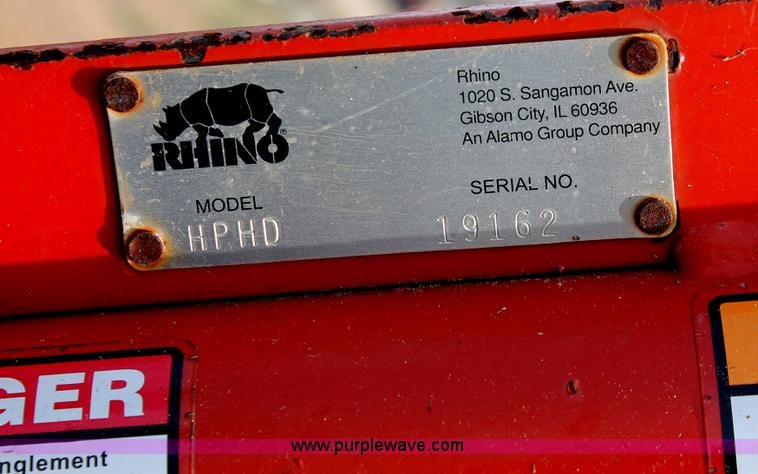 RHINO®
Rhino
1020 S. Sangamon Ave.
Gibson City, IL 60936
An Alamo Group Company
MODEL
HPHD
SERIAL NO.
19162
GER
nglement
www.purplewave.com